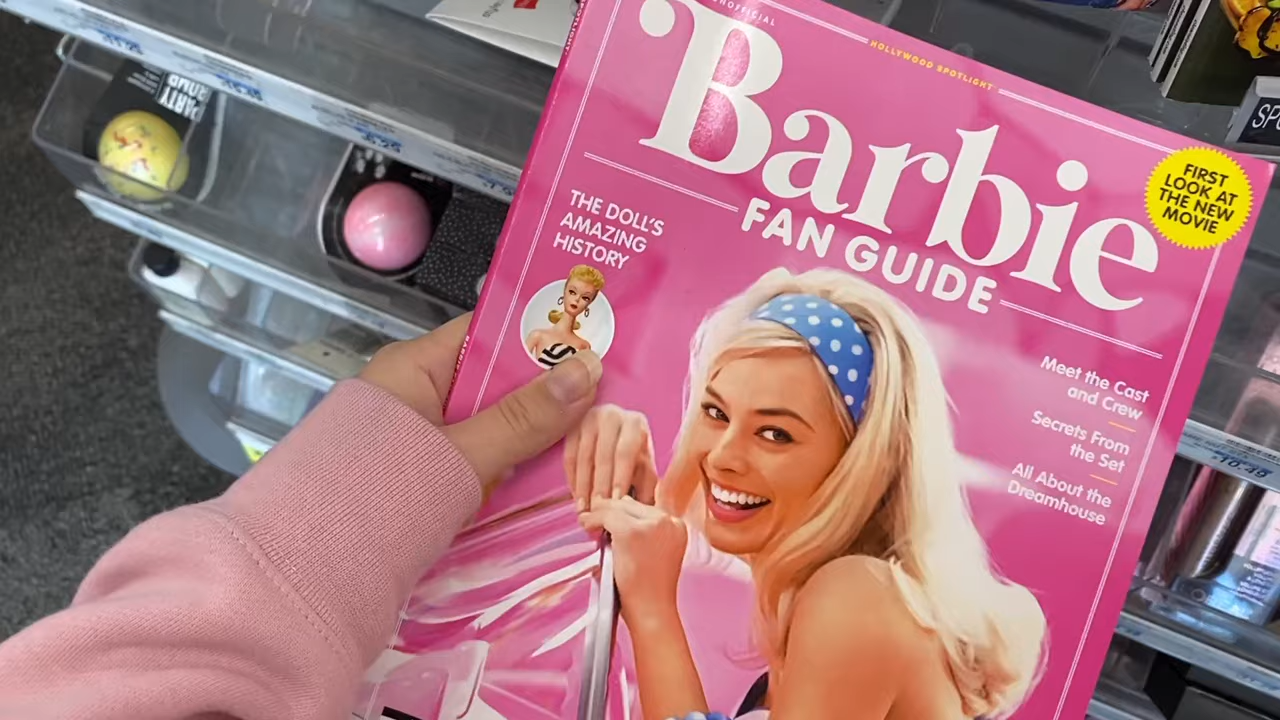 HOLLYWOOD SPOTLIGHT
Barbie
FAN GUIDE
FIRST
LOOK AT
THE NEW
MOVIE
THE DOLL'S
AMAZING
HISTORY
Meet the Cast
and Crew
Secrets From
the Set
All About the
Dreamhouse
PARTY